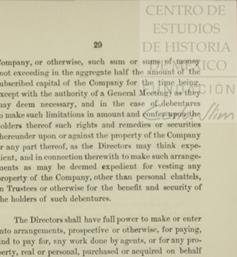 CENTRO DE
ESTUDIOS
DE HISTORIA
29
Company, or otherwise, such sum or sums of money
not exceeding in the aggregate half the amount of the
subscribed capital of the Company for the time being,
except with the authority of a General Meeting as they
may deem necessary, and in the case of debentures
to make such limitations in amount and confer upon the
holders thereof such rights and remedies or securities
thereunder upon or against the property of the Company
or any part thereof, as the Directors may think expe-
dient, and in connection therewith to make such arrange-
ments as may be deemed expedient for vesting any
property of the Company, other than personal chattels,
in Trustees or otherwise for the benefit and security of
the holders of such debentures.
The Directors shall have full power to make or enter
into arrangements, prospective or otherwise, for paying,
and to pay for, any work done by agents, or for any pro-
perty, real or personal, purchased or acquired on behalf